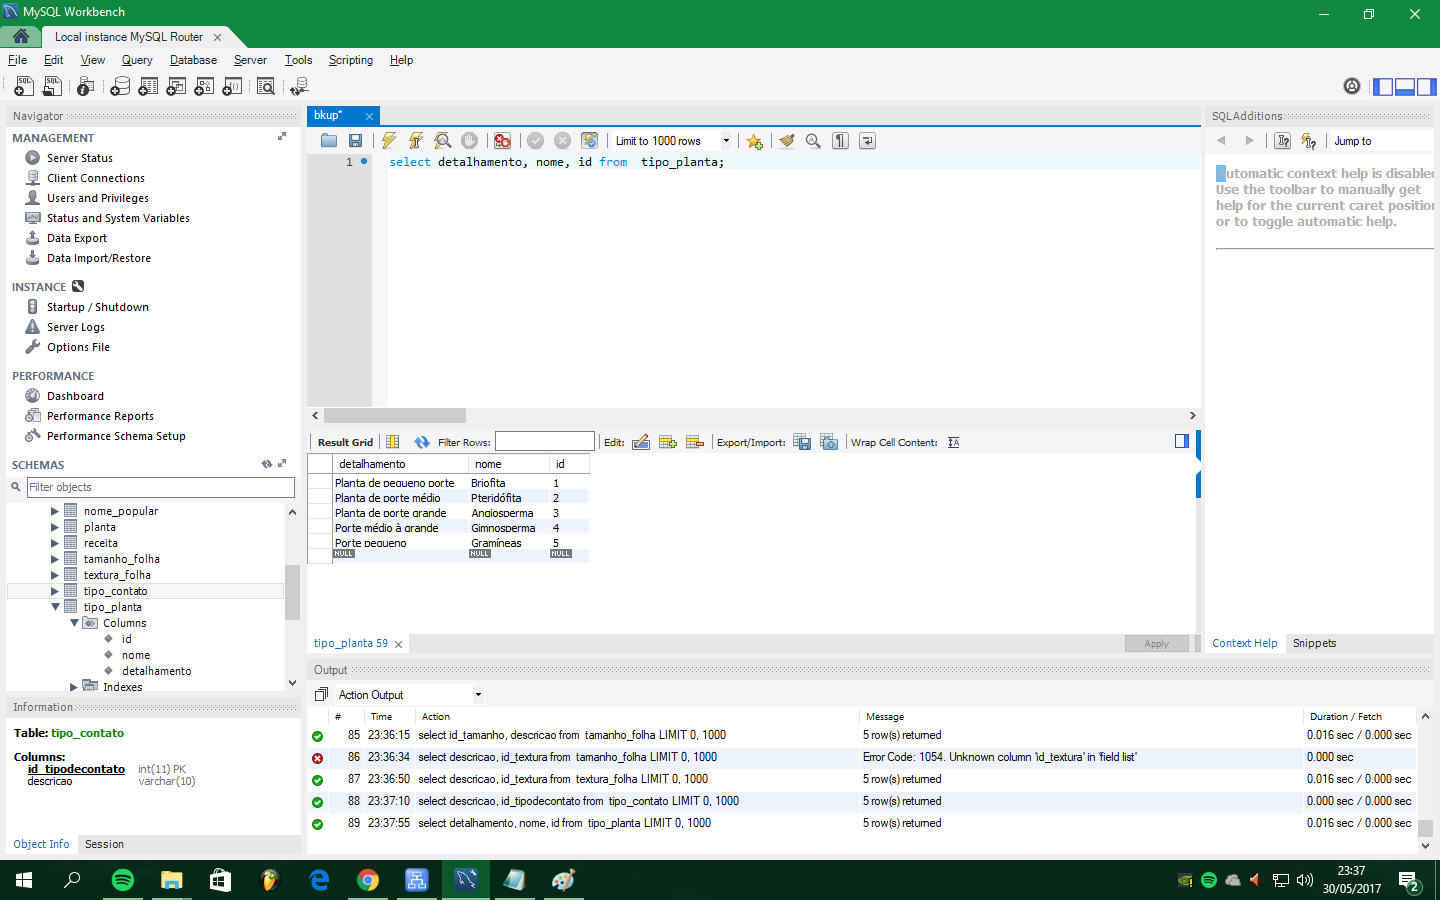 MySQL Workbench
Local instance MySQL Router
File Edit View Query Database Server Tools Scripting Help
Navigator
MANAGEMENT
Server Status
Client Connections
Users and Privileges
Status and System Variables
Data Export
Data Import/Restore
INSTANCE
Startup / Shutdown
Server Logs
Options File
PERFORMANCE
Dashboard
Performance Reports
Performance Schema Setup
SCHEMAS
Filter objects
nome_popular
planta
receita
tamanho_folha
textura_folha
tipo_contato
tipo_planta
Columns
id
nome
detalhamento
Indexes
Information
Table: tipo_contato
Columns:
id_tipodecontato int(11) PK
descricao varchar(10)
Object Info Session
bkup*
Limit to 1000 rows
1 select detalhamento, nome, id from tipo_planta;
Result Grid Filter Rows: Edit: Export/Import: Wrap Cell Content:
detalhamento nome id
Planta de pequeno porte Briofita 1
Planta de porte médio Pteridófita 2
Planta de porte grande Angiosperma 3
Porte médio à grande Gimnosperma 4
Porte pequeno Gramíneas 5
NULL NULL NULL
tipo_planta 59 Apply
SQLAdditions
Jump to
Automatic context help is disabled
Use the toolbar to manually get
help for the current caret position
or to toggle automatic help.
Context Help Snippets
Output
Action Output
# Time Action Message Duration / Fetch
85 23:36:15 select id_tamanho, descricao from tamanho_folha LIMIT 0, 1000 5 row(s) returned 0.016 sec / 0.000 sec
86 23:36:34 select descricao, id_textura from tamanho_folha LIMIT 0, 1000 Error Code: 1054. Unknown column 'id_textura' in 'field list' 0.000 sec
87 23:36:50 select descricao, id_textura from textura_folha LIMIT 0, 1000 5 row(s) returned 0.016 sec / 0.000 sec
88 23:37:10 select descricao, id_tipodecontato from tipo_contato LIMIT 0, 1000 5 row(s) returned 0.000 sec / 0.000 sec
89 23:37:55 select detalhamento, nome, id from tipo_planta LIMIT 0, 1000 5 row(s) returned 0.016 sec / 0.000 sec
23:37
30/05/2017
2